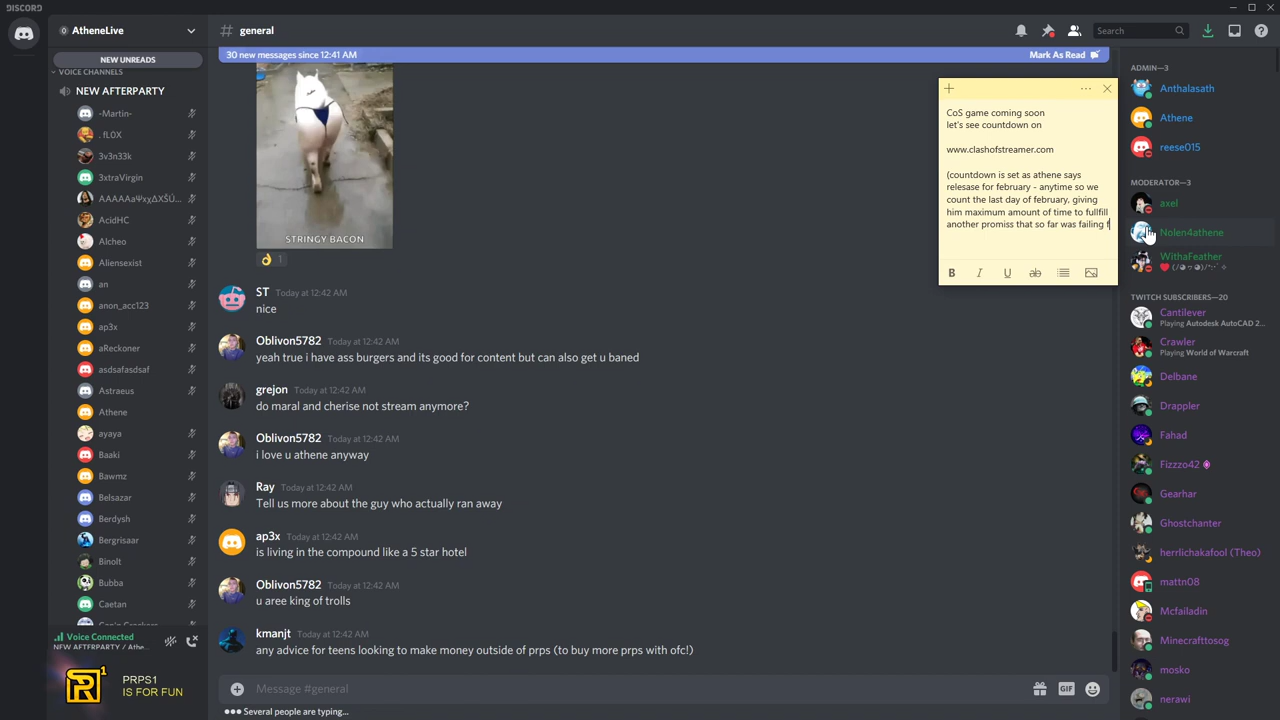 DISCORD
AtheneLive
NEW UNREADS
VOICE CHANNELS
NEW AFTERPARTY
-Martin-
. fL0X
3v3n33k
3xtraVirgin
AAAAAaΨχχΔXŠÚ...
AcidHC
Alcheo
Aliensexist
an
anon_acc123
ap3x
aReckoner
asdsafasdsaf
Astraeus
Athene
ayaya
Baaki
Bawmz
Belsazar
Berdysh
Bergrisaar
Binolt
Bubba
Caetan
Voice Connected
NEW AFTERPARTY / Athe...
PRPS1
IS FOR FUN
# general
Search
30 new messages since 12:41 AM
Mark As Read
STRINGY BACON
1
ST Today at 12:42 AM
nice
Oblivon5782 Today at 12:42 AM
yeah true i have ass burgers and its good for content but can also get u baned
grejon Today at 12:42 AM
do maral and cherise not stream anymore?
Oblivon5782 Today at 12:42 AM
i love u athene anyway
Ray Today at 12:42 AM
Tell us more about the guy who actually ran away
ap3x Today at 12:42 AM
is living in the compound like a 5 star hotel
Oblivon5782 Today at 12:42 AM
u aree king of trolls
kmanjt Today at 12:42 AM
any advice for teens looking to make money outside of prps (to buy more prps with ofc!)
Message #general
GIF
Several people are typing...
CoS game coming soon
let's see countdown on
www.clashofstreamer.com
(countdown is set as athene says
relesase for february - anytime so we
count the last day of february, giving
him maximum amount of time to fullfill
another promiss that so far was failing f
B I U ab
ADMIN—3
Anthalasath
Athene
reese015
MODERATOR—3
axel
Nolen4athene
WithaFeather
TWITCH SUBSCRIBERS—20
Cantilever
Playing Autodesk AutoCAD 2...
Crawler
Playing World of Warcraft
Delbane
Drappler
Fahad
Fizzzo42
Gearhar
Ghostchanter
herrlichakafool (Theo)
mattn08
Mcfailadin
Minecrafttosog
mosko
nerawi